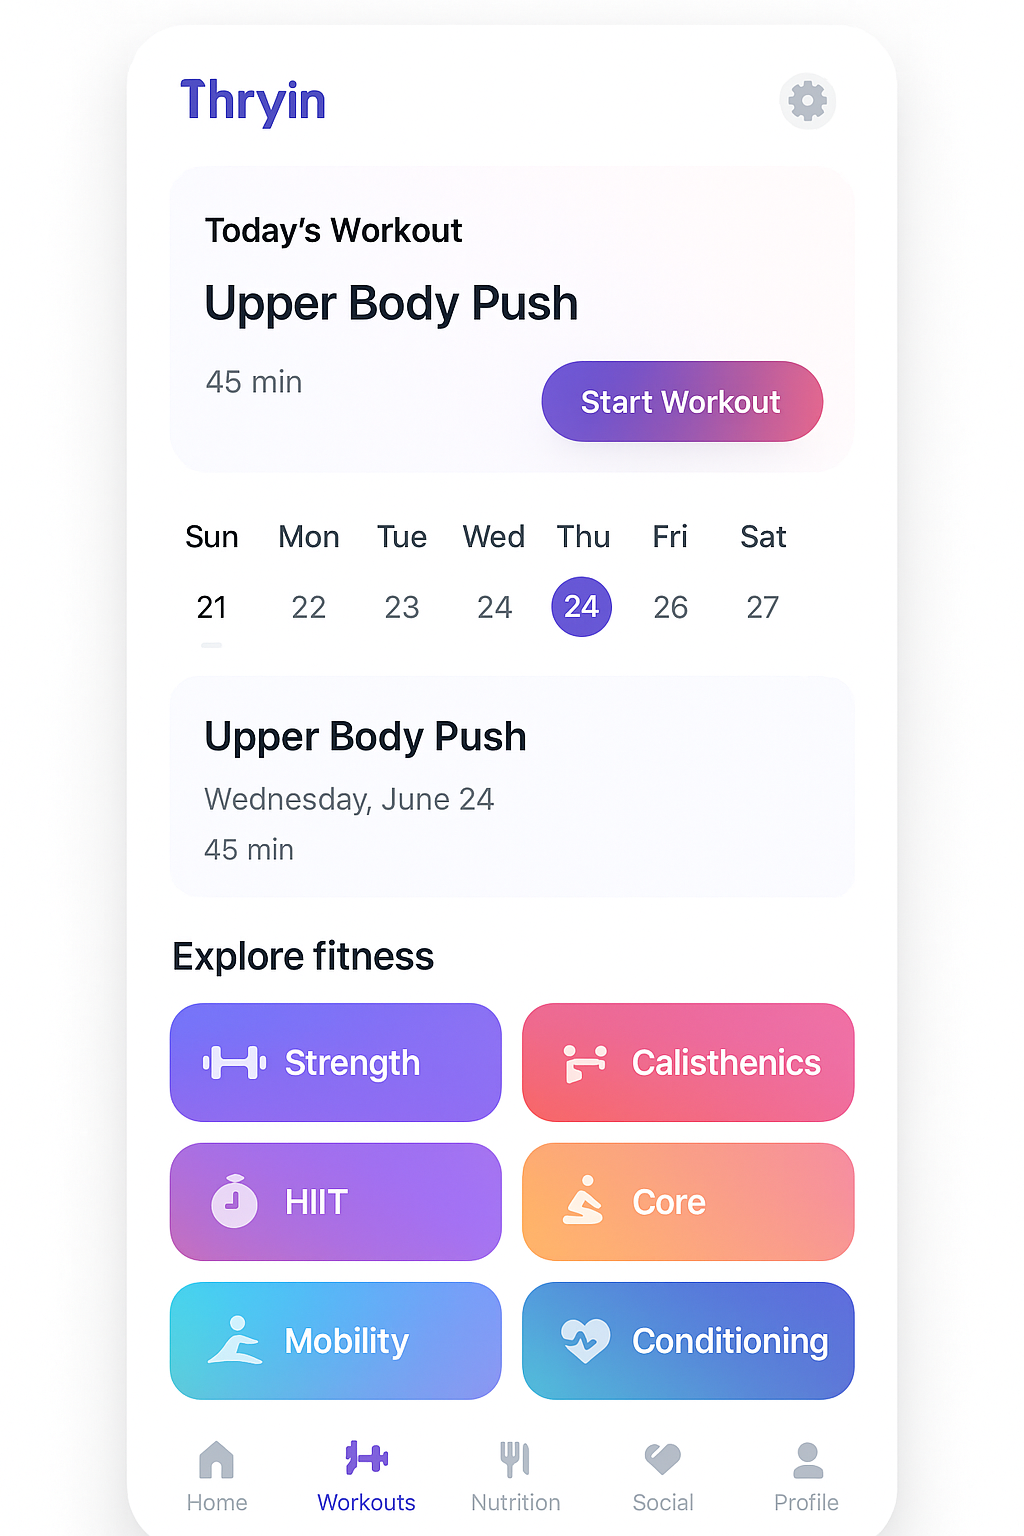 Thryin
Today's Workout
Upper Body Push
45 min
Start Workout
Sun Mon Tue Wed Thu Fri Sat
21 22 23 24 24 26 27
Upper Body Push
Wednesday, June 24
45 min
Explore fitness
Strength
Calisthenics
HIIT
Core
Mobility
Conditioning
Home Workouts Nutrition Social Profile